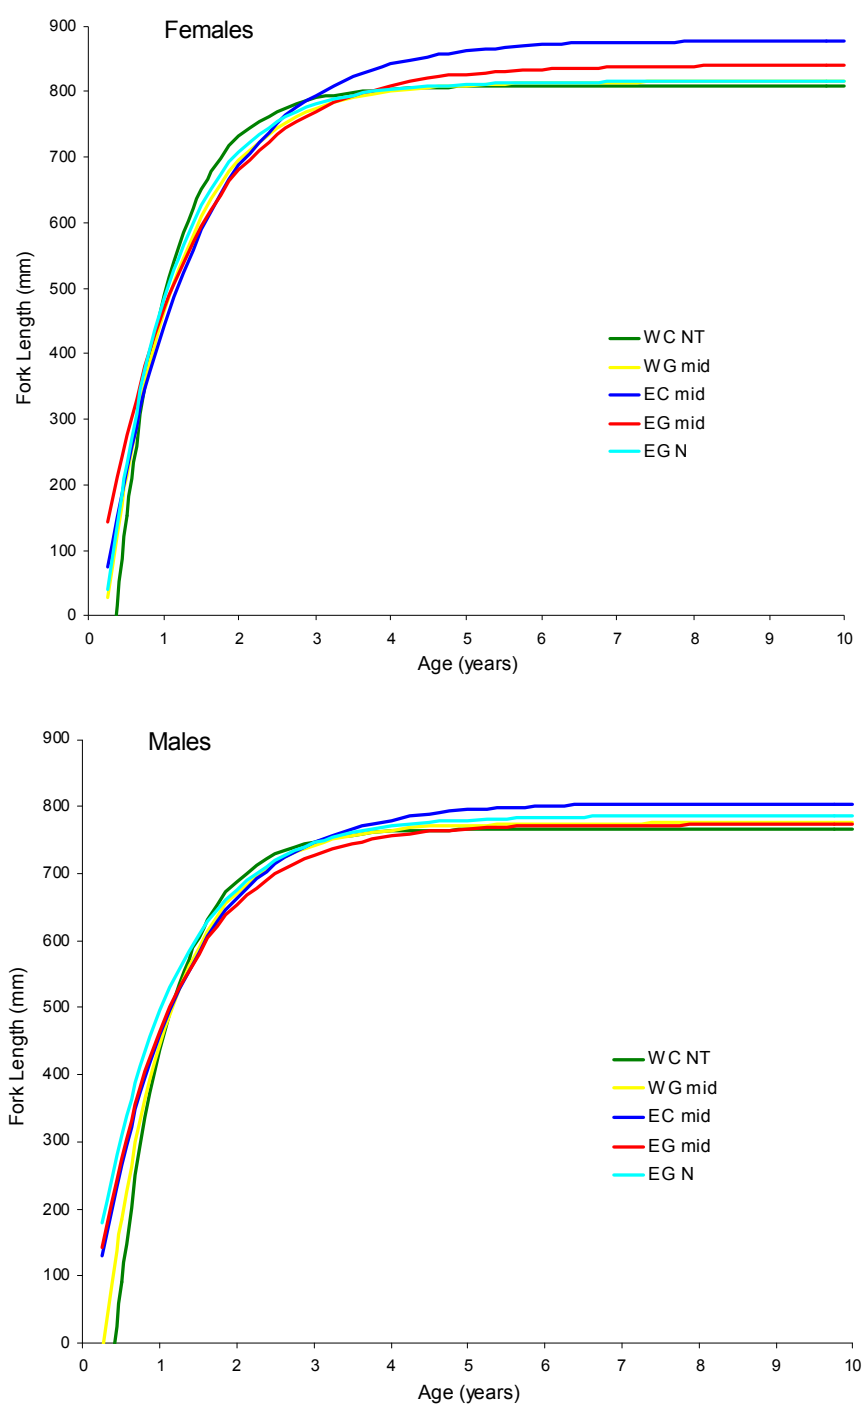 Females
900
800
700
600
500
400
300
200
100
0
Fork Length (mm)
0 1 2 3 4 5 6 7 8 9 10
Age (years)
WC NT
WG mid
EC mid
EG mid
EG N
Males
900
800
700
600
500
400
300
200
100
0
Fork Length (mm)
0 1 2 3 4 5 6 7 8 9 10
Age (years)
WC NT
WG mid
EC mid
EG mid
EG N